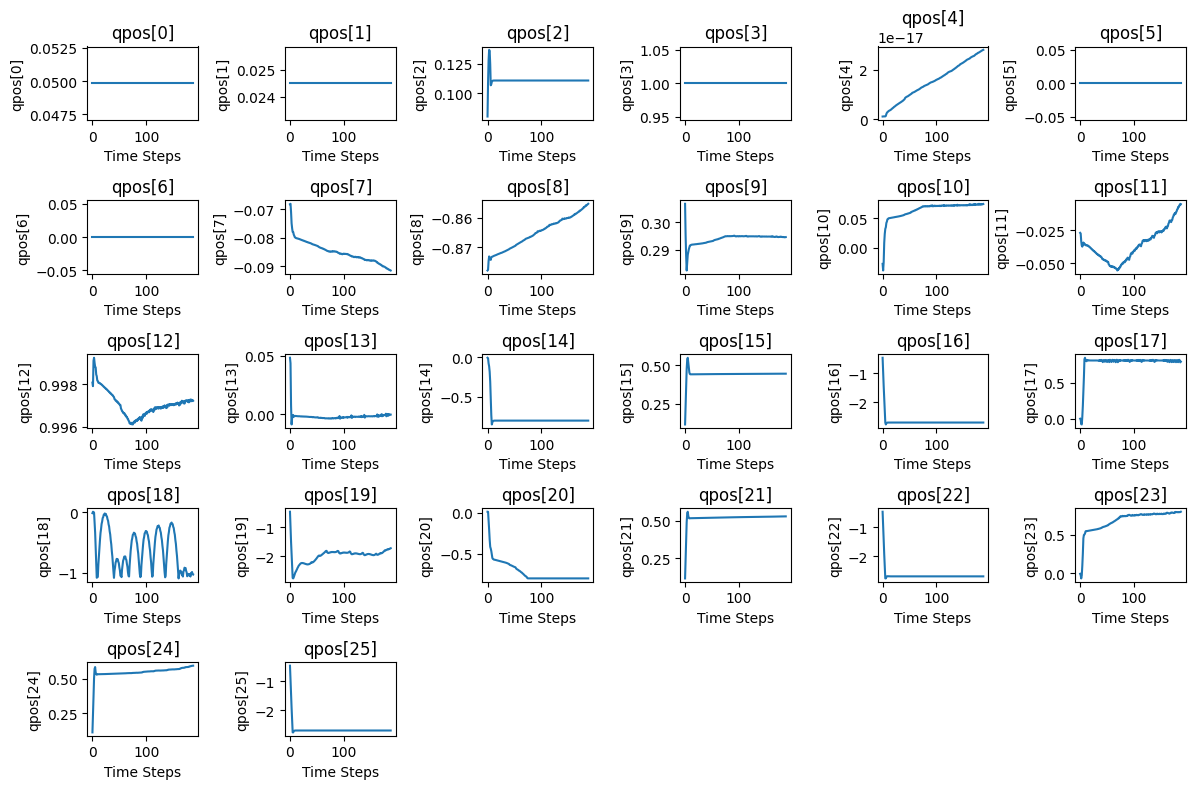 qpos[0] qpos[1] qpos[2] qpos[3] qpos[4] qpos[5]
1e−17
0.0525 0.0500 0.0475 qpos[0]
0.025 0.024 qpos[1]
0.125 0.100 qpos[2]
1.05 1.00 0.95 qpos[3]
2 0 qpos[4]
0.05 0.00 −0.05 qpos[5]
0 100 0 100 0 100 0 100 0 100 0 100
Time Steps Time Steps Time Steps Time Steps Time Steps Time Steps
qpos[6] qpos[7] qpos[8] qpos[9] qpos[10] qpos[11]
0.05 0.00 −0.05 qpos[6]
−0.07 −0.08 −0.09 qpos[7]
−0.86 −0.87 qpos[8]
0.30 0.29 qpos[9]
0.05 0.00 qpos[10]
−0.025 −0.050 qpos[11]
0 100 0 100 0 100 0 100 0 100 0 100
Time Steps Time Steps Time Steps Time Steps Time Steps Time Steps
qpos[12] qpos[13] qpos[14] qpos[15] qpos[16] qpos[17]
0.998 0.996 qpos[12]
0.05 0.00 qpos[13]
0.0 −0.5 qpos[14]
0.50 0.25 qpos[15]
−1 −2 qpos[16]
0.5 0.0 qpos[17]
0 100 0 100 0 100 0 100 0 100 0 100
Time Steps Time Steps Time Steps Time Steps Time Steps Time Steps
qpos[18] qpos[19] qpos[20] qpos[21] qpos[22] qpos[23]
0 −1 qpos[18]
−1 −2 qpos[19]
0.0 −0.5 qpos[20]
0.50 0.25 qpos[21]
−1 −2 qpos[22]
0.5 0.0 qpos[23]
0 100 0 100 0 100 0 100 0 100 0 100
Time Steps Time Steps Time Steps Time Steps Time Steps Time Steps
qpos[24] qpos[25]
0.50 0.25 qpos[24]
−1 −2 qpos[25]
0 100 0 100
Time Steps Time Steps